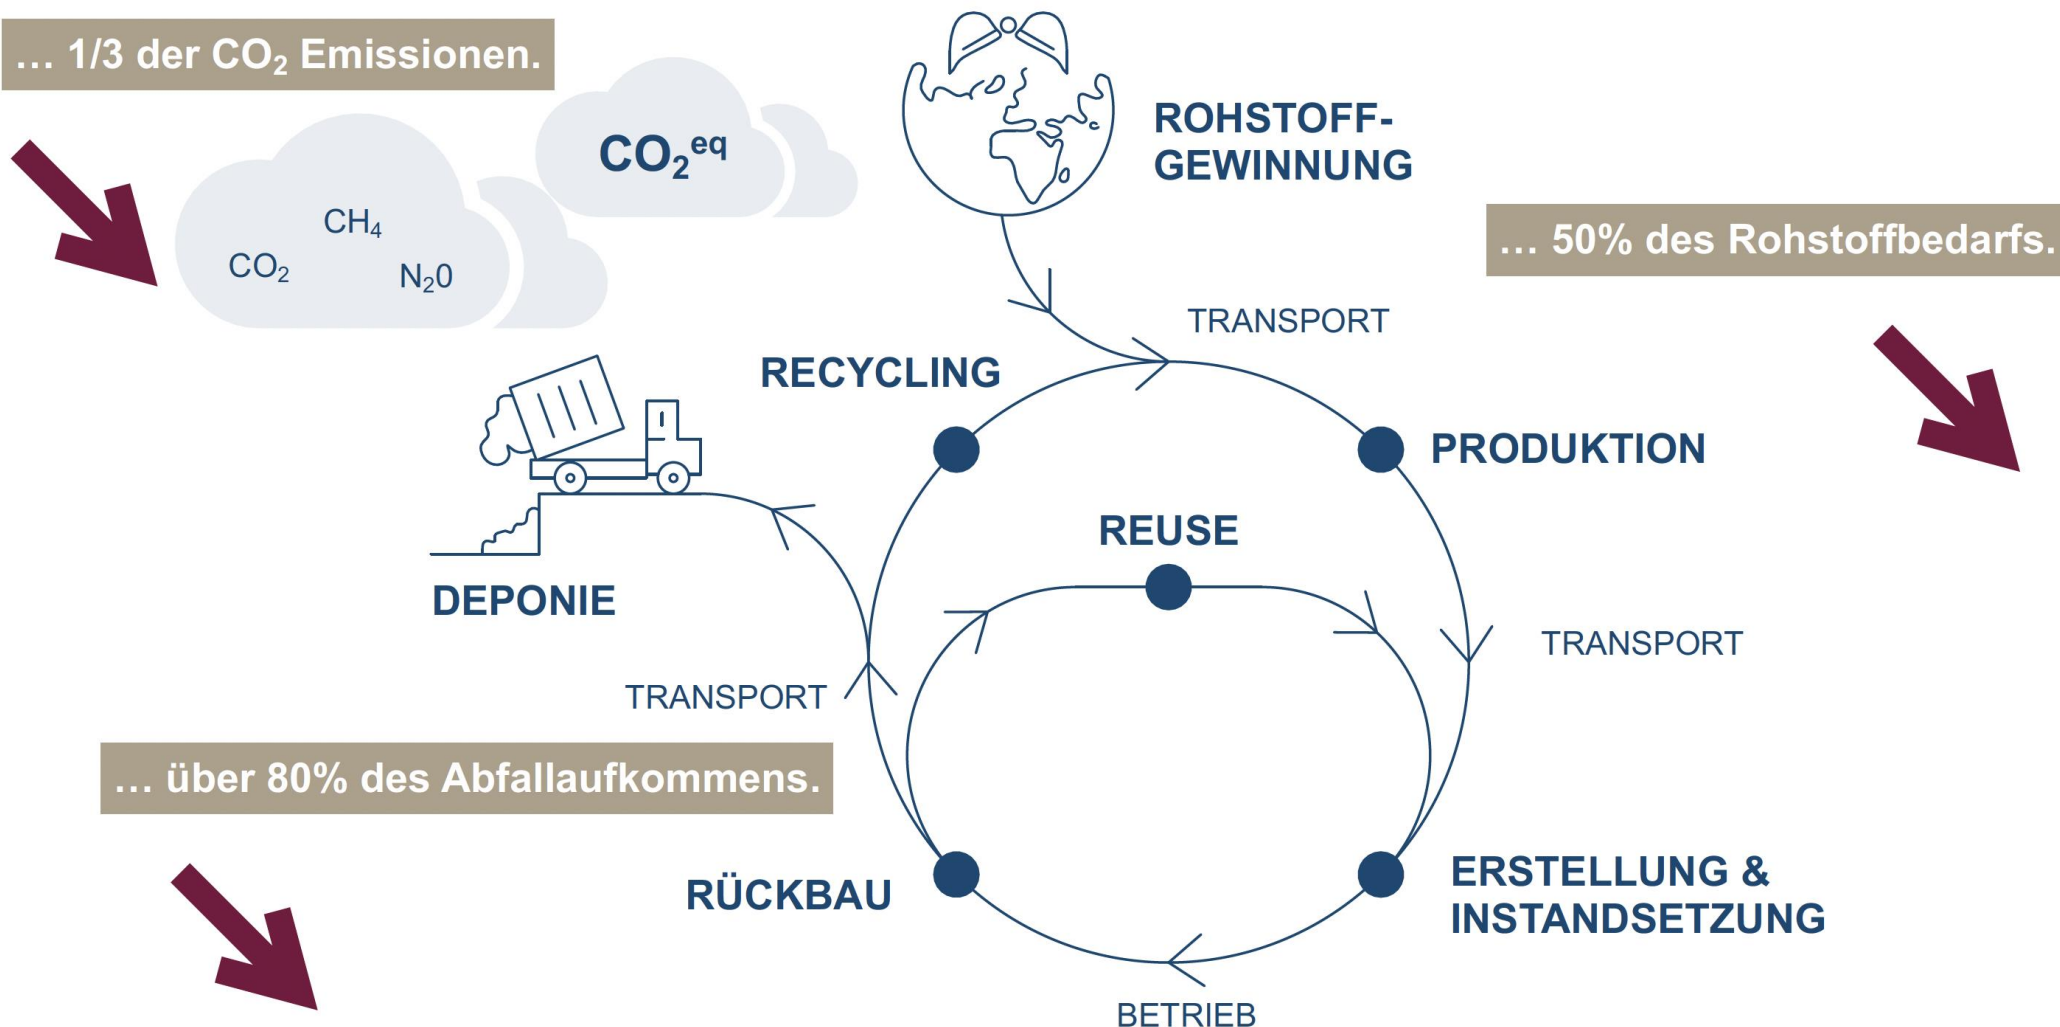 … 1/3 der CO₂ Emissionen.
CO₂eq
CH₄
CO₂
N₂0
ROHSTOFF-
GEWINNUNG
… 50% des Rohstoffbedarfs.
TRANSPORT
RECYCLING
PRODUKTION
REUSE
DEPONIE
TRANSPORT
TRANSPORT
… über 80% des Abfallaufkommens.
RÜCKBAU
ERSTELLUNG &
INSTANDSETZUNG
BETRIEB